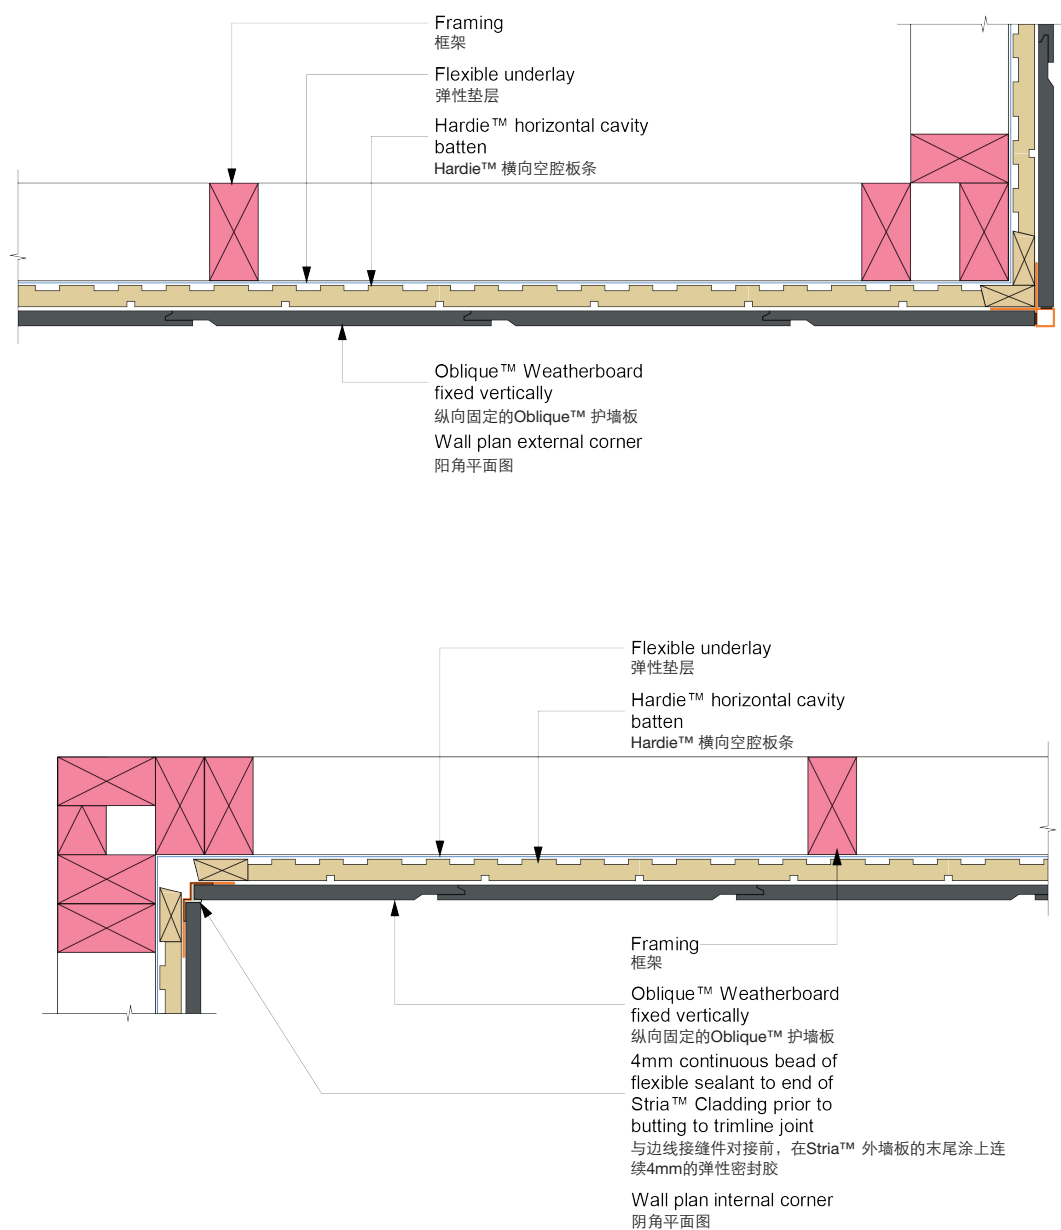 Framing
框架
Flexible underlay
弹性垫层
Hardie™ horizontal cavity
batten
Hardie™ 横向空腔板条
Oblique™ Weatherboard
fixed vertically
纵向固定的Oblique™ 护墙板
Wall plan external corner
阳角平面图
Flexible underlay
弹性垫层
Hardie™ horizontal cavity
batten
Hardie™ 横向空腔板条
Framing
框架
Oblique™ Weatherboard
fixed vertically
纵向固定的Oblique™ 护墙板
4mm continuous bead of
flexible sealant to end of
Stria™ Cladding prior to
butting to trimline joint
与边线接缝件对接前，在Stria™ 外墙板的末尾涂上连
续4mm的弹性密封胶
Wall plan internal corner
阴角平面图